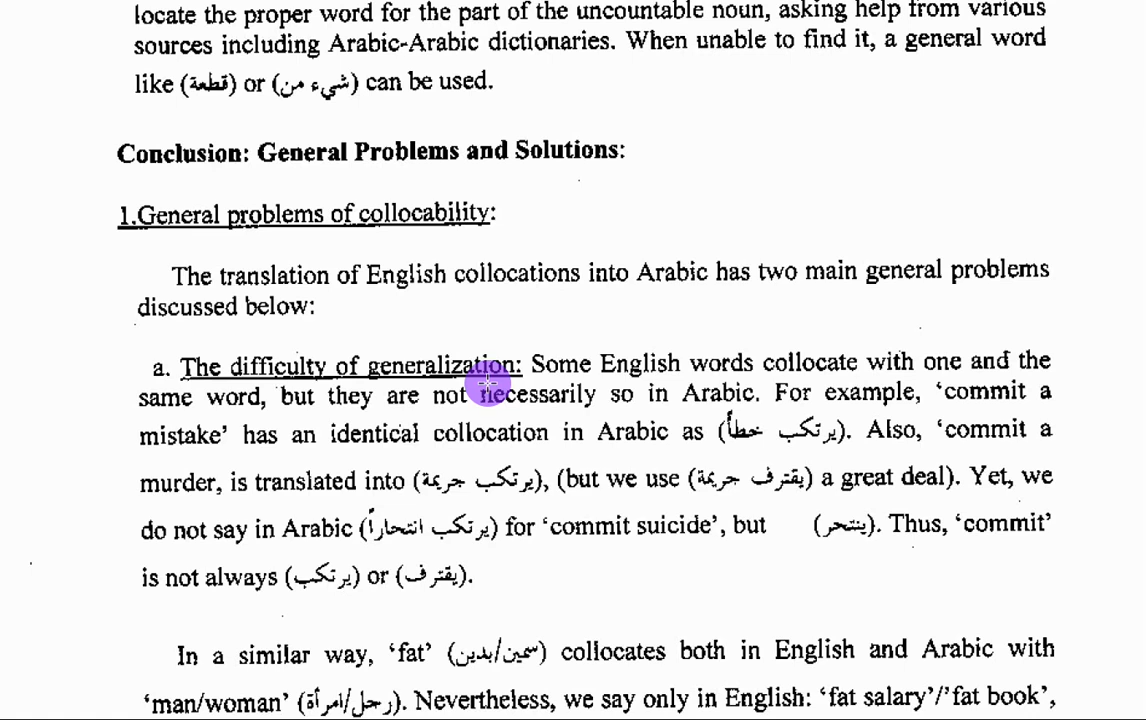 locate the proper word for the part of the uncountable noun, asking help from various
sources including Arabic-Arabic dictionaries. When unable to find it, a general word
like (قطعة) or (شيء من) can be used.
Conclusion: General Problems and Solutions:
1.General problems of collocability:
The translation of English collocations into Arabic has two main general problems
discussed below:
a. The difficulty of generalization: Some English words collocate with one and the
same word, but they are not necessarily so in Arabic. For example, ‘commit a
mistake’ has an identical collocation in Arabic as (يرتكب خطأ). Also, ‘commit a
murder, is translated into (يرتكب جريمة), (but we use (يقترف جريمة) a great deal). Yet, we
do not say in Arabic (يرتكب انتحاراً) for ‘commit suicide’, but (ينتحر). Thus, ‘commit’
is not always (يرتكب) or (يقترف).
In a similar way, ‘fat’ (سمين/بدين) collocates both in English and Arabic with
‘man/woman’ (رجل/امرأة). Nevertheless, we say only in English: ‘fat salary’/’fat book’,